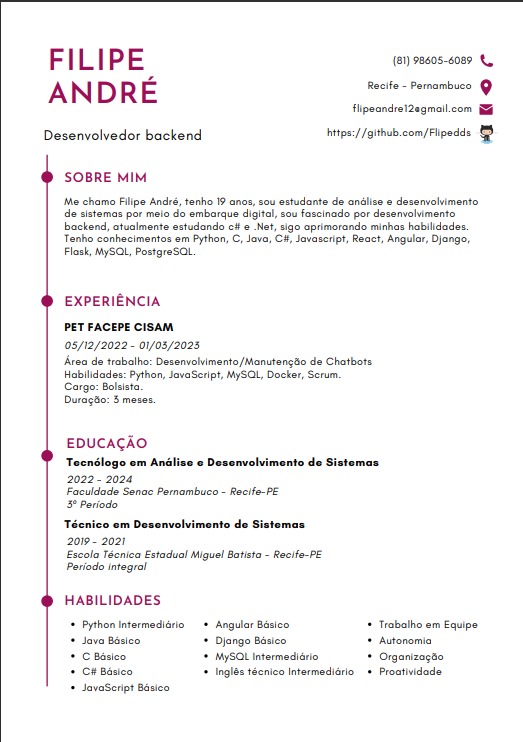 FILIPE
ANDRÉ
Desenvolvedor backend
(81) 98605-6089
Recife - Pernambuco
flipeandre12@gmail.com
https://github.com/Flipedds
SOBRE MIM
Me chamo Filipe André, tenho 19 anos, sou estudante de análise e desenvolvimento
de sistemas por meio do embarque digital, sou fascinado por desenvolvimento
backend, atualmente estudando c# e .Net, sigo aprimorando minhas habilidades.
Tenho conhecimentos em Python, C, Java, C#, Javascript, React, Angular, Django,
Flask, MySQL, PostgreSQL.
EXPERIÊNCIA
PET FACEPE CISAM
05/12/2022 - 01/03/2023
Área de trabalho: Desenvolvimento/Manutenção de Chatbots
Habilidades: Python, JavaScript, MySQL, Docker, Scrum.
Cargo: Bolsista.
Duração: 3 meses.
EDUCAÇÃO
Tecnólogo em Análise e Desenvolvimento de Sistemas
2022 - 2024
Faculdade Senac Pernambuco - Recife-PE
3º Período
Técnico em Desenvolvimento de Sistemas
2019 - 2021
Escola Técnica Estadual Miguel Batista - Recife-PE
Período integral
HABILIDADES
• Python Intermediário
• Java Básico
• C Básico
• C# Básico
• JavaScript Básico
• Angular Básico
• Django Básico
• MySQL Intermediário
• Inglês técnico Intermediário
• Trabalho em Equipe
• Autonomia
• Organização
• Proatividade